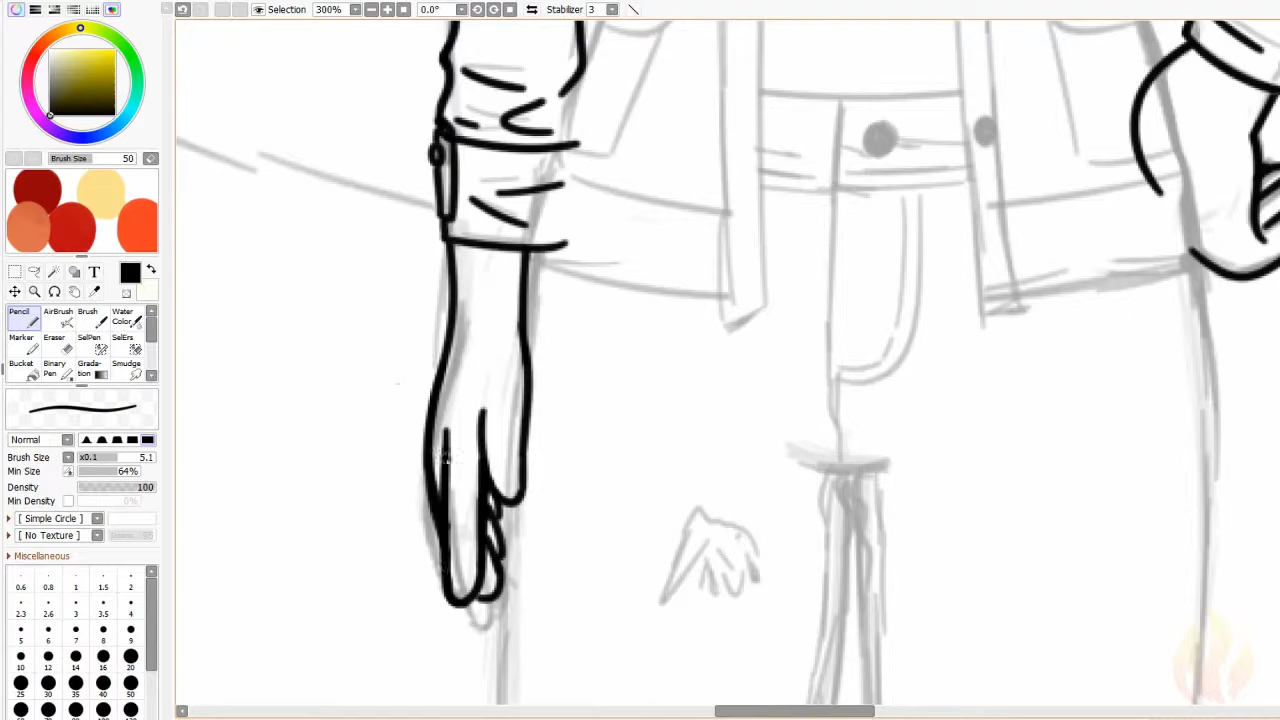 Selection 300% 0.0° Stabilizer 3
Brush Size 50
T
Pencil AirBrush Brush Water Color
Marker Eraser SelPen SelErs
Bucket Binary Pen Grada- tion Smudge
Normal
Brush Size x0.1 5.1
Min Size 64%
Density 100
Min Density 0%
[ Simple Circle ]
[ No Texture ]
Miscellaneous
0.6 0.8 1 1.5 2
2.3 2.6 3 3.5 4
5 6 7 8 9
10 12 14 16 20
25 30 35 40 50